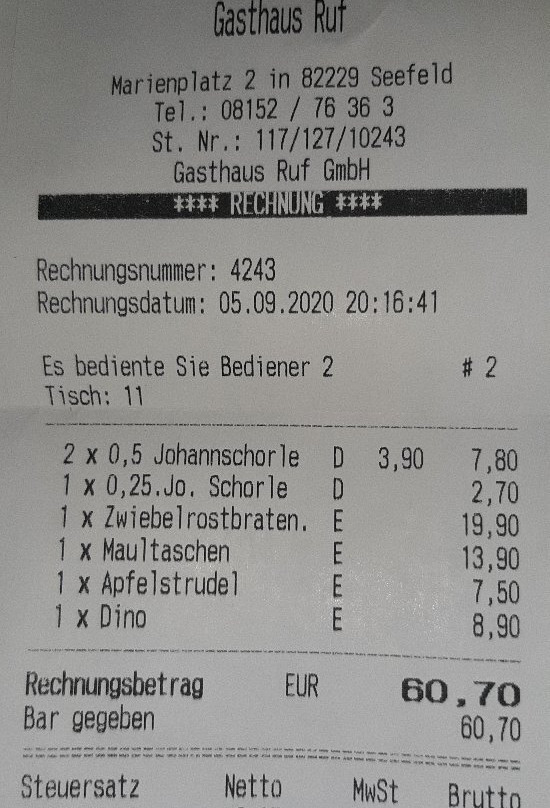 Gasthaus Ruf
Marienplatz 2 in 82229 Seefeld
Tel.: 08152 / 76 36 3
St. Nr.: 117/127/10243
Gasthaus Ruf GmbH
**** RECHNUNG ****
Rechnungsnummer: 4243
Rechnungsdatum: 05.09.2020 20:16:41
Es bediente Sie Bediener 2 # 2
Tisch: 11
2 x 0,5 Johannschorle D 3,90 7,80
1 x 0,25.Jo. Schorle D 2,70
1 x Zwiebelrostbraten. E 19,90
1 x Maultaschen E 13,90
1 x Apfelstrudel E 7,50
1 x Dino E 8,90
Rechnungsbetrag EUR 60,70
Bar gegeben 60,70
Steuersatz Netto MwSt Brutto